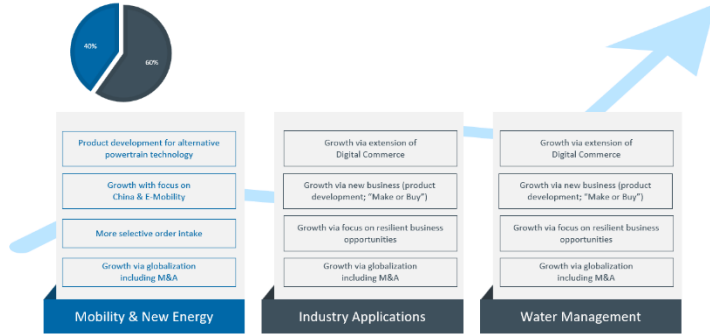 40%
60%
Product development for alternative
powertrain technology
Growth with focus on
China & E-Mobility
More selective order intake
Growth via globalization
including M&A
Mobility & New Energy
Growth via extension of
Digital Commerce
Growth via new business (product
development; "Make or Buy")
Growth via focus on resilient business
opportunities
Growth via globalization
including M&A
Industry Applications
Growth via extension of
Digital Commerce
Growth via new business (product
development; "Make or Buy")
Growth via focus on resilient business
opportunities
Growth via globalization
including M&A
Water Management